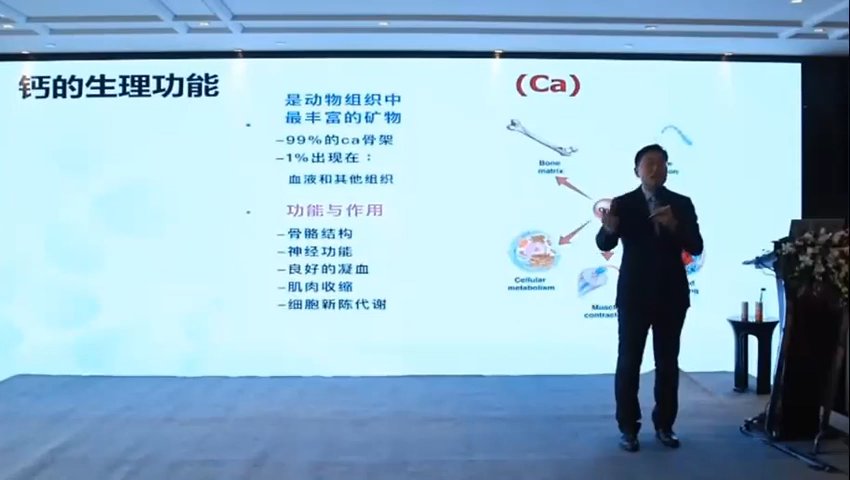 钙的生理功能
(Ca)
是动物组织中
最丰富的矿物
–99%的ca骨架
–1%出现在：
血液和其他组织
功能与作用
–骨骼结构
–神经功能
–良好的凝血
–肌肉收缩
–细胞新陈代谢
Bone
matrix
Cellular
metabolism